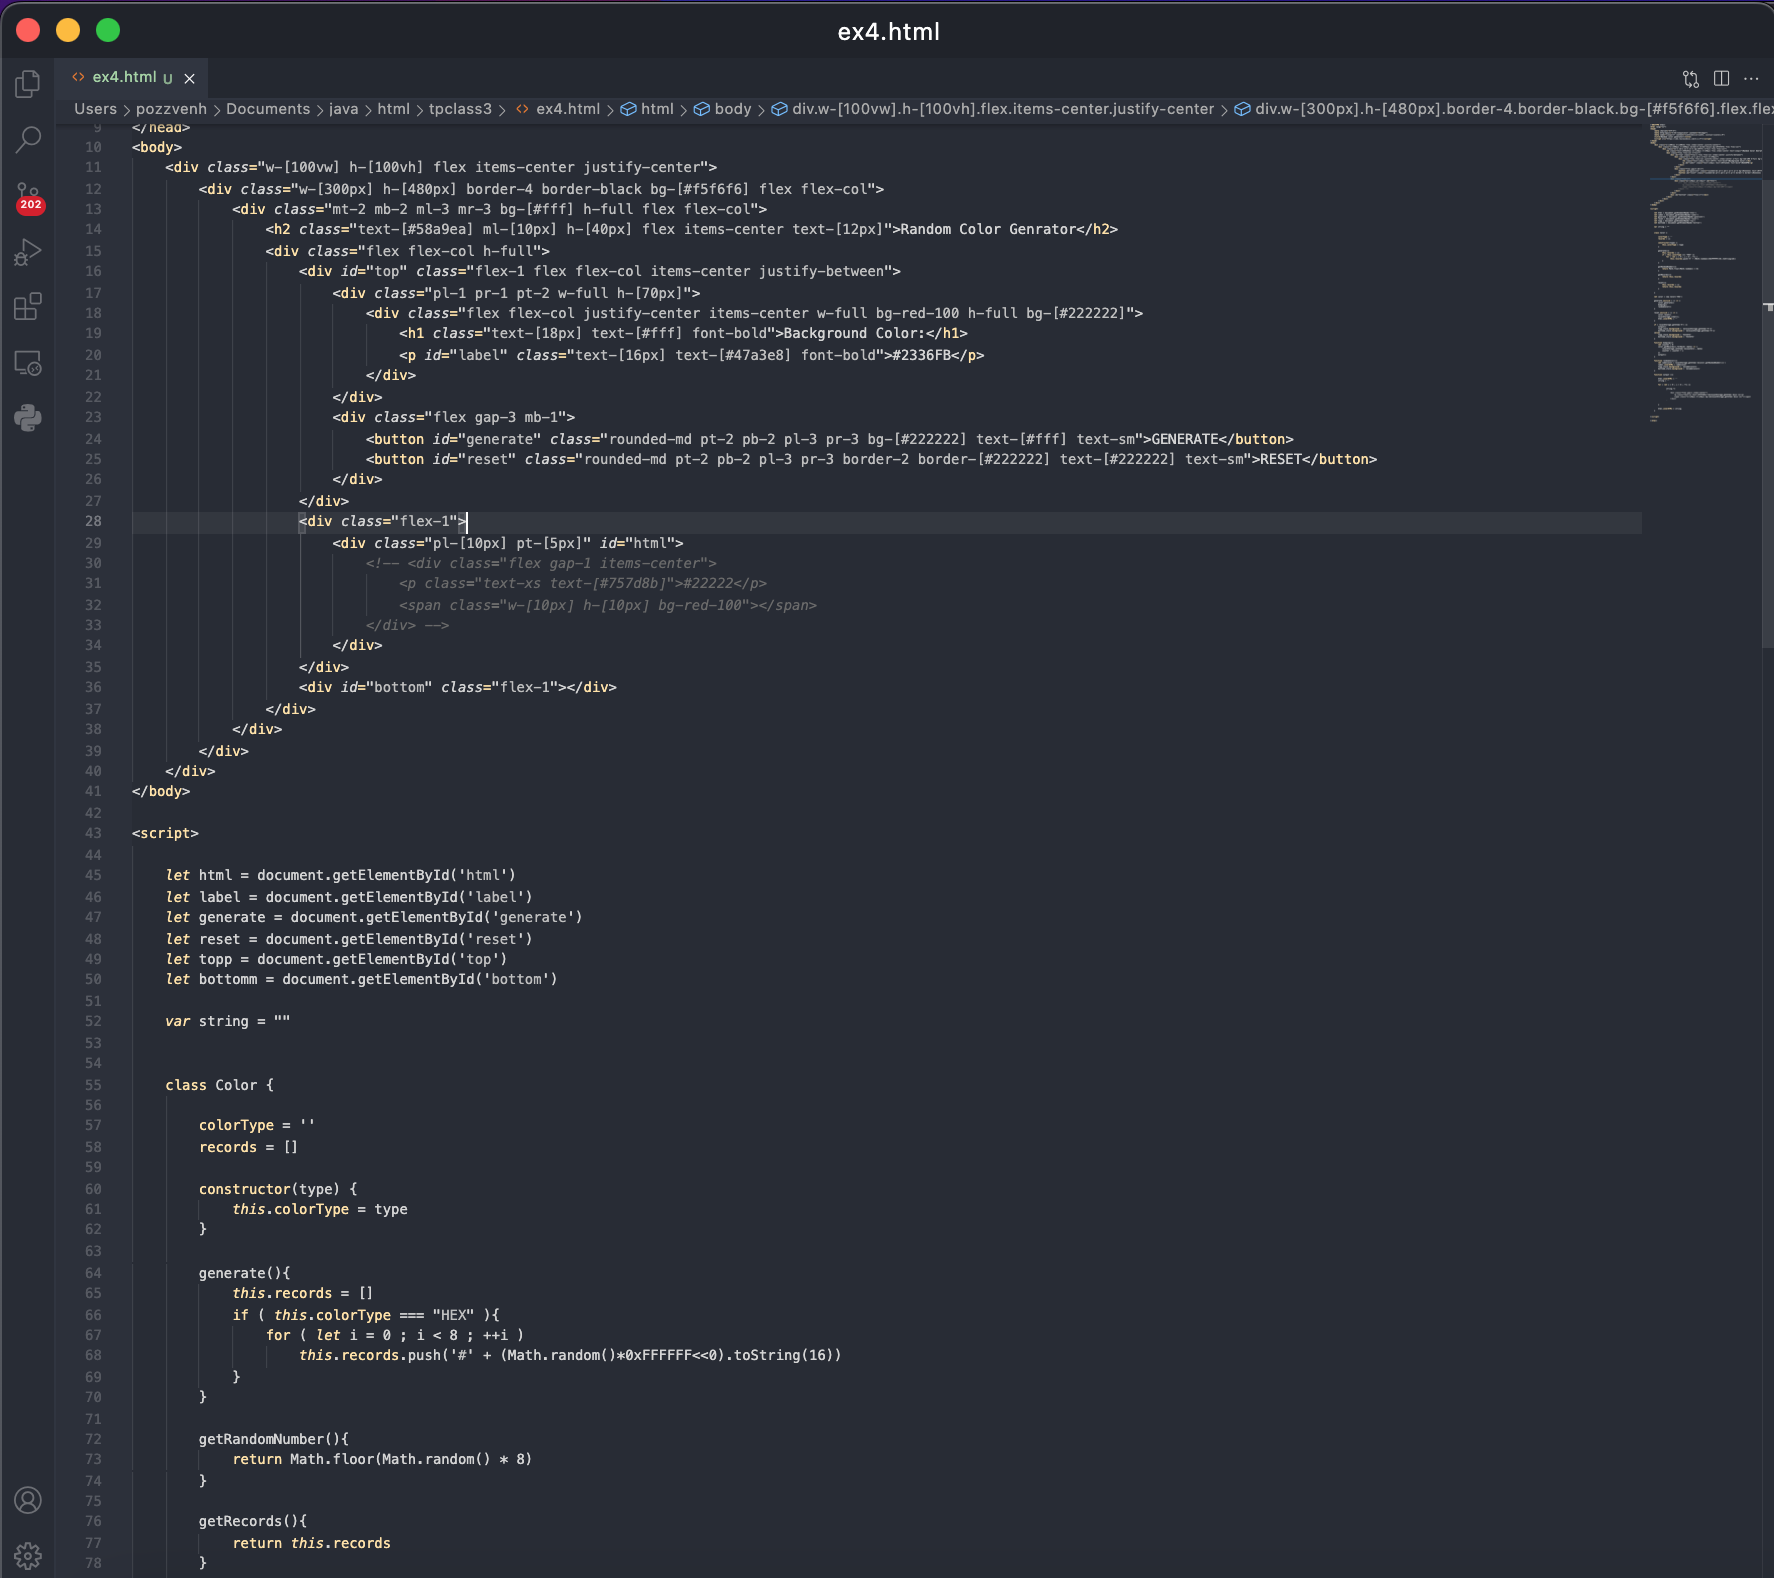 ex4.html
ex4.html U
Users > pozzvenh > Documents > java > html > tpclass3 > ex4.html > html > body > div.w-[100vw].h-[100vh].flex.items-center.justify-center > div.w-[300px].h-[480px].border-4.border-black.bg-[#f5f6f6].flex.fle
202
9 </head>
10 <body>
11 <div class="w-[100vw] h-[100vh] flex items-center justify-center">
12 <div class="w-[300px] h-[480px] border-4 border-black bg-[#f5f6f6] flex flex-col">
13 <div class="mt-2 mb-2 ml-3 mr-3 bg-[#fff] h-full flex flex-col">
14 <h2 class="text-[#58a9ea] ml-[10px] h-[40px] flex items-center text-[12px]">Random Color Genrator</h2>
15 <div class="flex flex-col h-full">
16 <div id="top" class="flex-1 flex flex-col items-center justify-between">
17 <div class="pl-1 pr-1 pt-2 w-full h-[70px]">
18 <div class="flex flex-col justify-center items-center w-full bg-red-100 h-full bg-[#222222]">
19 <h1 class="text-[18px] text-[#fff] font-bold">Background Color:</h1>
20 <p id="label" class="text-[16px] text-[#47a3e8] font-bold">#2336FB</p>
21 </div>
22 </div>
23 <div class="flex gap-3 mb-1">
24 <button id="generate" class="rounded-md pt-2 pb-2 pl-3 pr-3 bg-[#222222] text-[#fff] text-sm">GENERATE</button>
25 <button id="reset" class="rounded-md pt-2 pb-2 pl-3 pr-3 border-2 border-[#222222] text-[#222222] text-sm">RESET</button>
26 </div>
27 </div>
28 <div class="flex-1">
29 <div class="pl-[10px] pt-[5px]" id="html">
30 <!-- <div class="flex gap-1 items-center">
31 <p class="text-xs text-[#757d8b]">#22222</p>
32 <span class="w-[10px] h-[10px] bg-red-100"></span>
33 </div> -->
34 </div>
35 </div>
36 <div id="bottom" class="flex-1"></div>
37 </div>
38 </div>
39 </div>
40 </div>
41 </body>
42
43 <script>
44
45 let html = document.getElementById('html')
46 let label = document.getElementById('label')
47 let generate = document.getElementById('generate')
48 let reset = document.getElementById('reset')
49 let topp = document.getElementById('top')
50 let bottomm = document.getElementById('bottom')
51
52 var string = ""
53
54
55 class Color {
56
57 colorType = ''
58 records = []
59
60 constructor(type) {
61 this.colorType = type
62 }
63
64 generate(){
65 this.records = []
66 if ( this.colorType === "HEX" ){
67 for ( let i = 0 ; i < 8 ; ++i )
68 this.records.push('#' + (Math.random()*0xFFFFFF<<0).toString(16))
69 }
70 }
71
72 getRandomNumber(){
73 return Math.floor(Math.random() * 8)
74 }
75
76 getRecords(){
77 return this.records
78 }